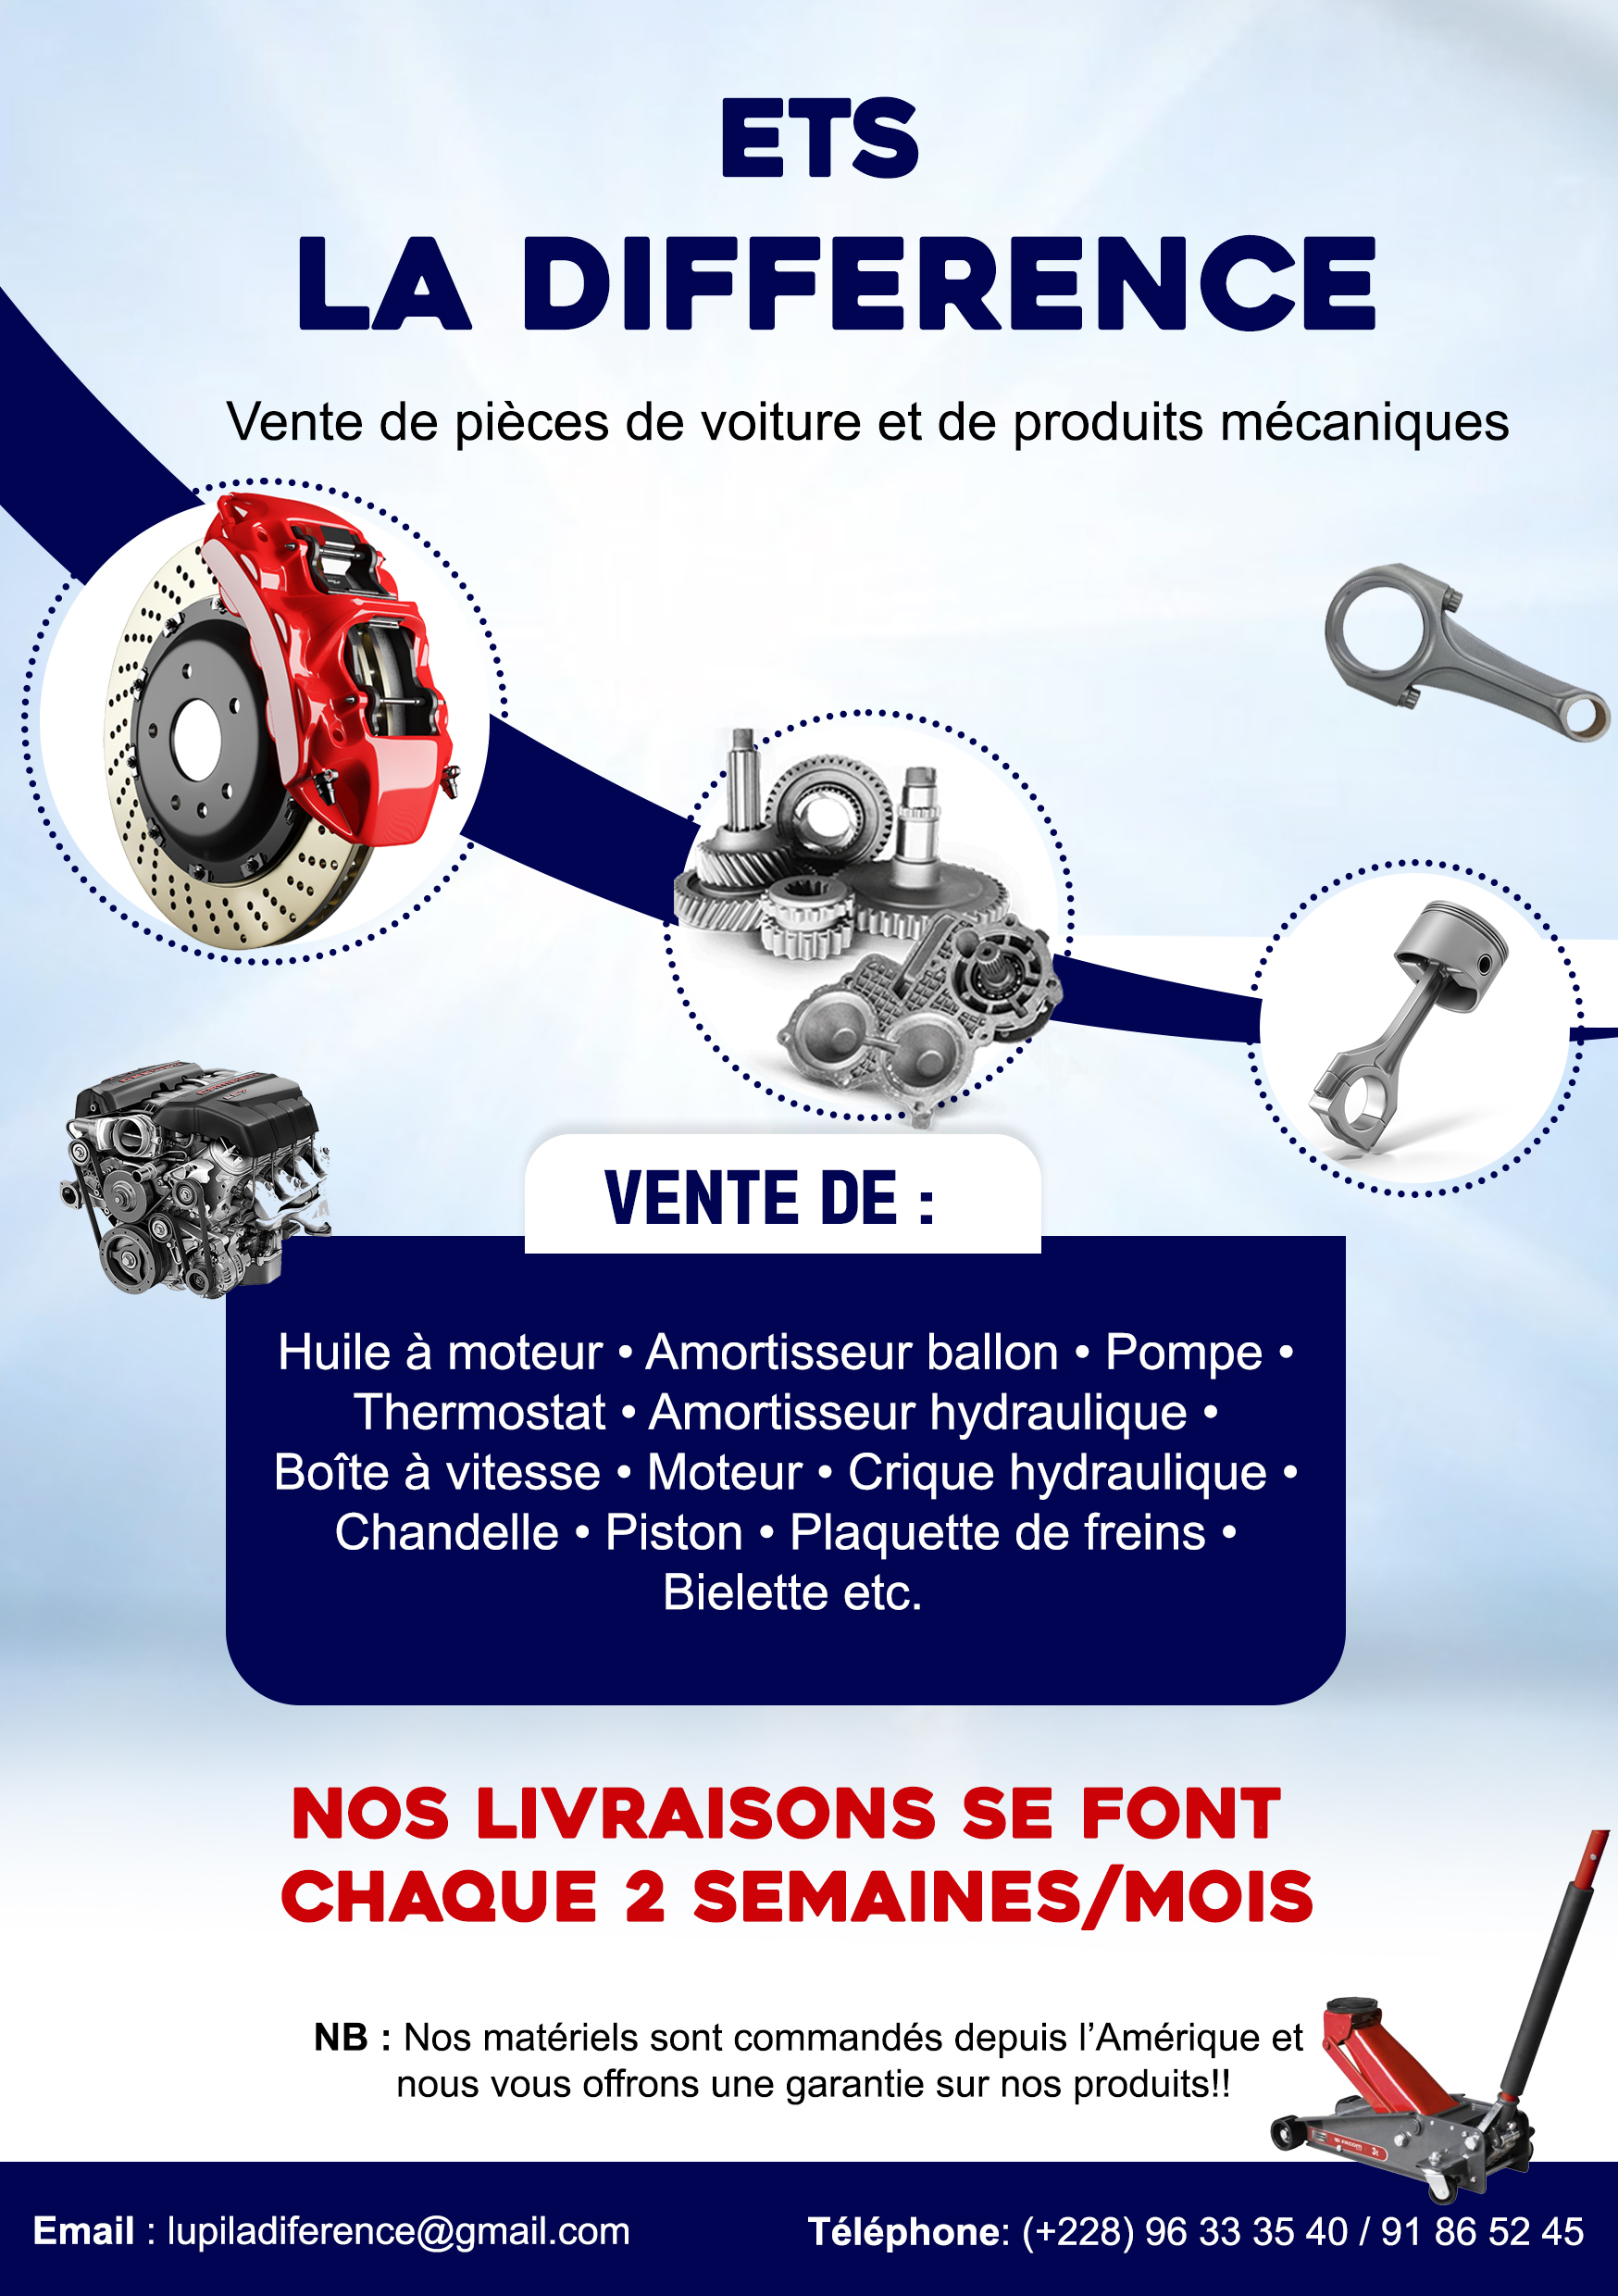 ETS
LA DIFFERENCE
Vente de pièces de voiture et de produits mécaniques
VENTE DE :
Huile à moteur • Amortisseur ballon • Pompe •
Thermostat • Amortisseur hydraulique •
Boîte à vitesse • Moteur • Crique hydraulique •
Chandelle • Piston • Plaquette de freins •
Bielette etc.
NOS LIVRAISONS SE FONT
CHAQUE 2 SEMAINES/MOIS
NB : Nos matériels sont commandés depuis l’Amérique et
nous vous offrons une garantie sur nos produits!!
FACOM 3t
Email : lupiladiference@gmail.com
Téléphone: (+228) 96 33 35 40 / 91 86 52 45